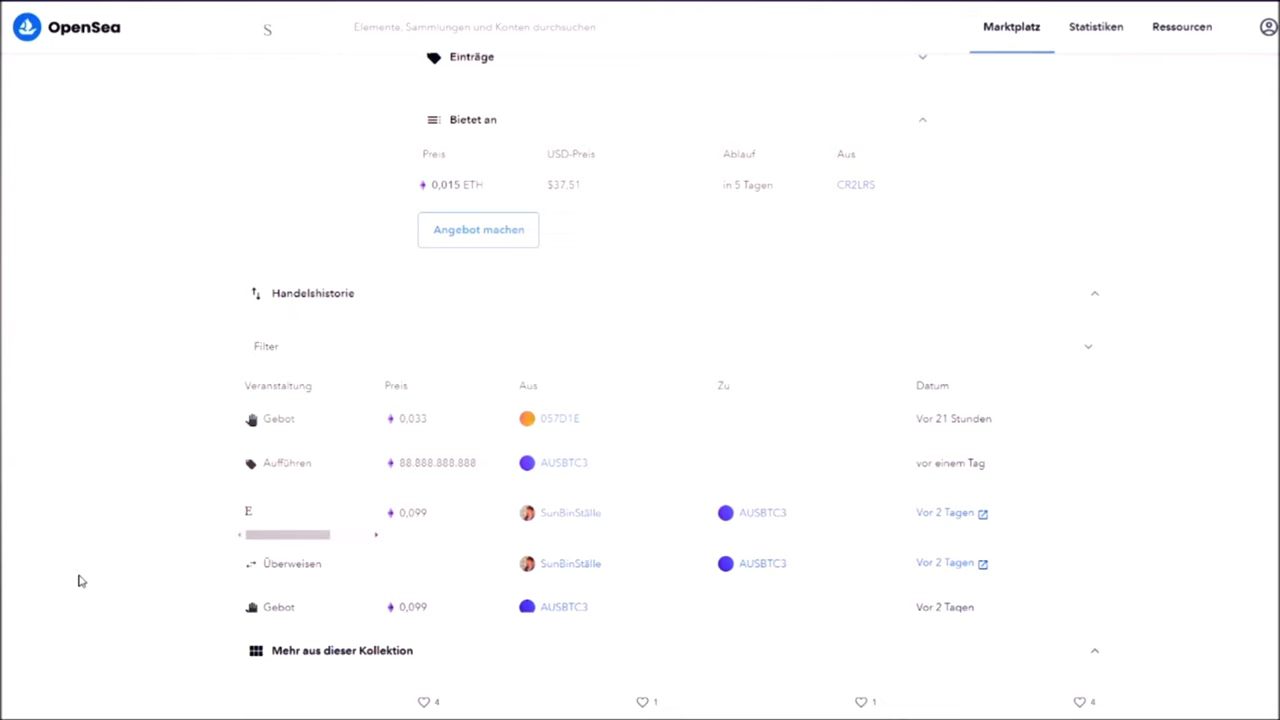 OpenSea S Elemente, Sammlungen und Konten durchsuchen Marktplatz Statistiken Ressourcen
Einträge
Bietet an
Preis USD-Preis Ablauf Aus
0,015 ETH $37,51 in 5 Tagen CR2LRS
Angebot machen
Handelshistorie
Filter
Veranstaltung Preis Aus Zu Datum
Gebot 0,033 057D1E Vor 21 Stunden
Aufführen 88.888.888.888 AUSBTC3 vor einem Tag
E 0,099 SunBinStälle AUSBTC3 Vor 2 Tagen
Überweisen SunBinStälle AUSBTC3 Vor 2 Tagen
Gebot 0,099 AUSBTC3 Vor 2 Tagen
Mehr aus dieser Kollektion
4 1 1 4